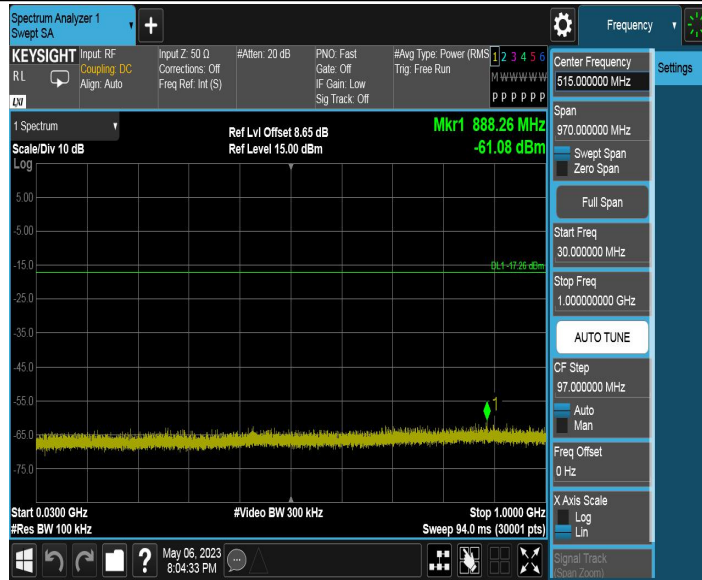 Spectrum Analyzer 1
Swept SA
Frequency
KEYSIGHT
RL
LXI
Input: RF
Coupling: DC
Align: Auto
Input Z: 50 Ω
Corrections: Off
Freq Ref: Int (S)
#Atten: 20 dB
PNO: Fast
Gate: Off
IF Gain: Low
Sig Track: Off
#Avg Type: Power (RMS
Trig: Free Run
1 2 3 4 5 6
M W W W W W
P P P P P P
Settings
Center Frequency
515.000000 MHz
Span
970.000000 MHz
Swept Span
Zero Span
Full Span
Start Freq
30.000000 MHz
Stop Freq
1.000000000 GHz
AUTO TUNE
CF Step
97.000000 MHz
Auto
Man
Freq Offset
0 Hz
X Axis Scale
Log
Lin
Signal Track
(Span Zoom)
1 Spectrum
Scale/Div 10 dB
Log
Ref Lvl Offset 8.65 dB
Ref Level 15.00 dBm
Mkr1 888.26 MHz
-61.08 dBm
5.00
-5.00
-15.0
-25.0
-35.0
-45.0
-55.0
-65.0
-75.0
DL1 -17.26 dBm
1
Start 0.0300 GHz
#Res BW 100 kHz
#Video BW 300 kHz
Stop 1.0000 GHz
Sweep 94.0 ms (30001 pts)
?
May 06, 2023
8:04:33 PM